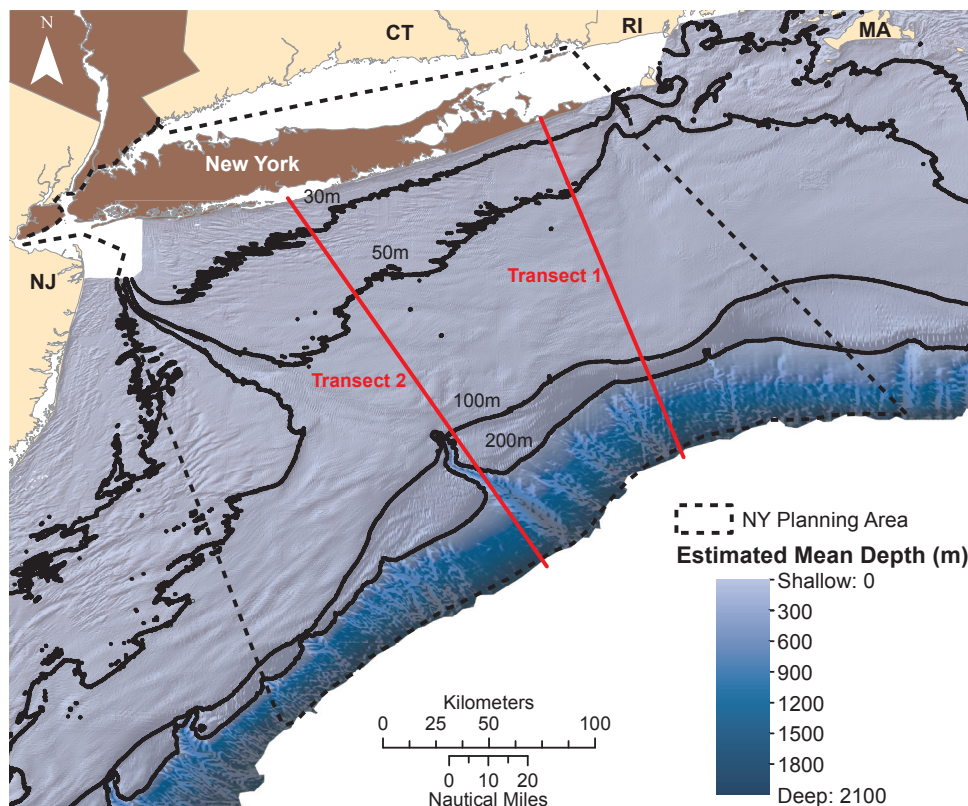 N
CT
RI
MA
New York
30m
50m
NJ
Transect 1
Transect 2
100m
200m
NY Planning Area
Estimated Mean Depth (m)
Shallow: 0
300
600
900
1200
1500
1800
Deep: 2100
Kilometers
0 25 50 100
0 10 20
Nautical Miles